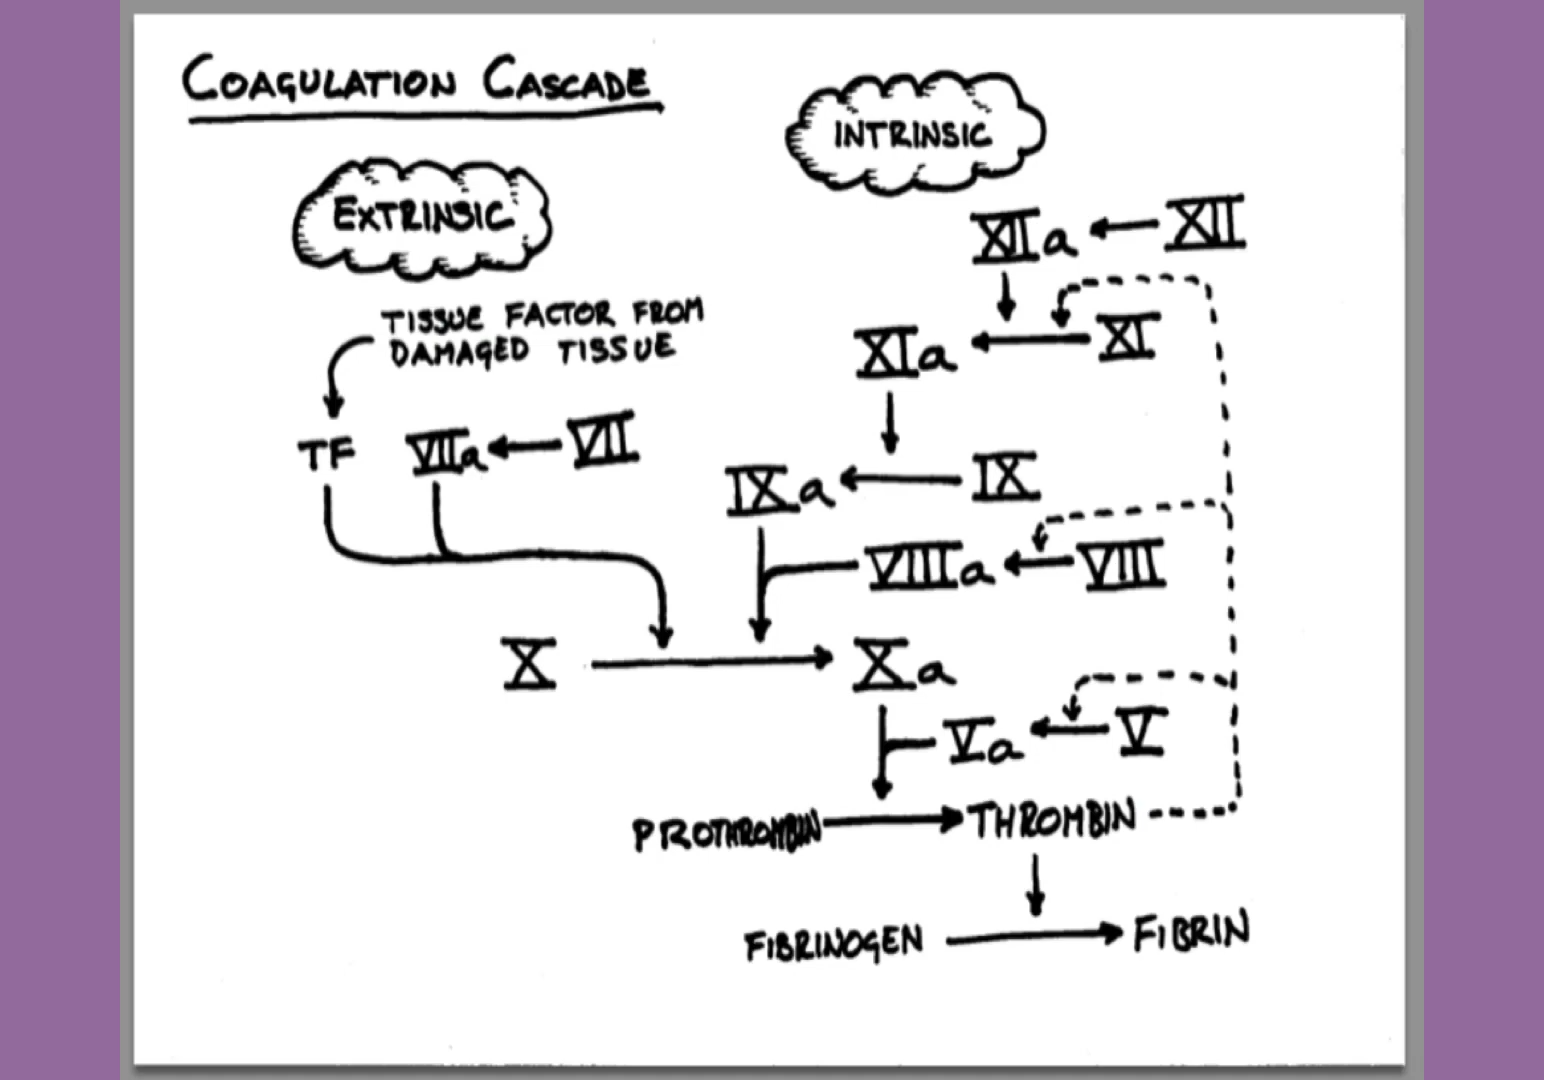 COAGULATION CASCADE
INTRINSIC
EXTRINSIC
XIIa XII
TISSUE FACTOR FROM
DAMAGED TISSUE
XIa XI
TF VIIa VII
IXa IX
VIIIa VIII
X Xa
Va V
PROTHROMBIN THROMBIN
FIBRINOGEN FIBRIN